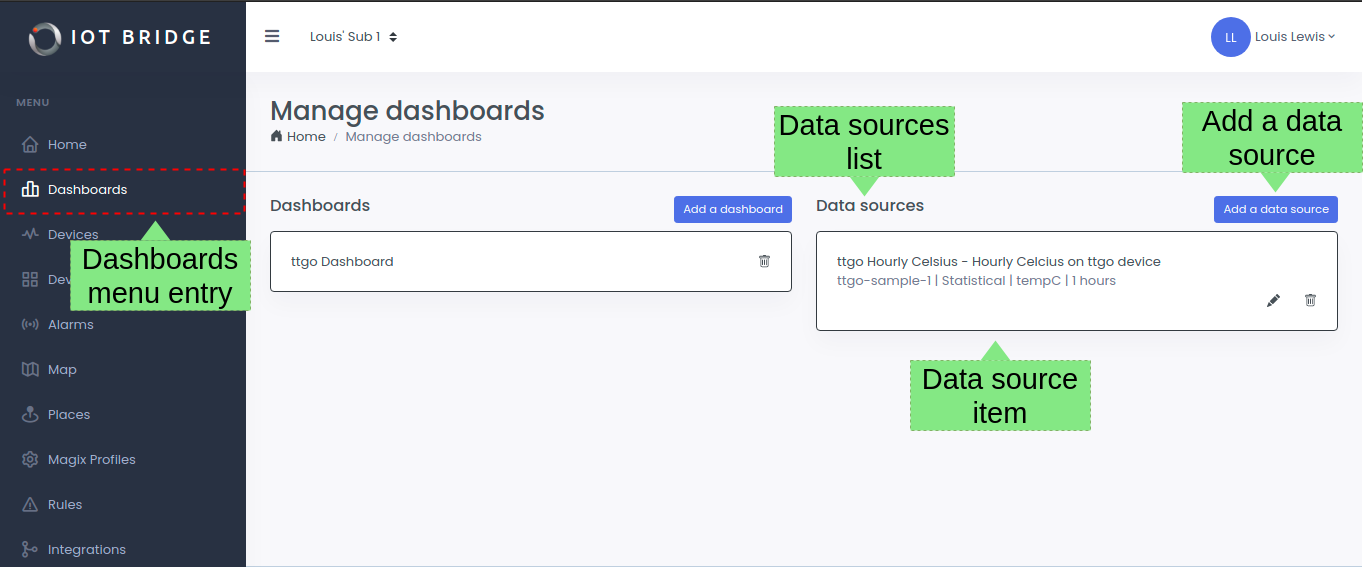 IOT BRIDGE
Louis' Sub 1
LL
Louis Lewis
MENU
Home
Dashboards
Devices
Dev
Alarms
Map
Places
Magix Profiles
Rules
Integrations
Dashboards
menu entry
Manage dashboards
Home / Manage dashboards
Data sources
list
Add a data
source
Dashboards
Add a dashboard
ttgo Dashboard
Data sources
Add a data source
ttgo Hourly Celsius - Hourly Celcius on ttgo device
ttgo-sample-1 | Statistical | tempC | 1 hours
Data source
item